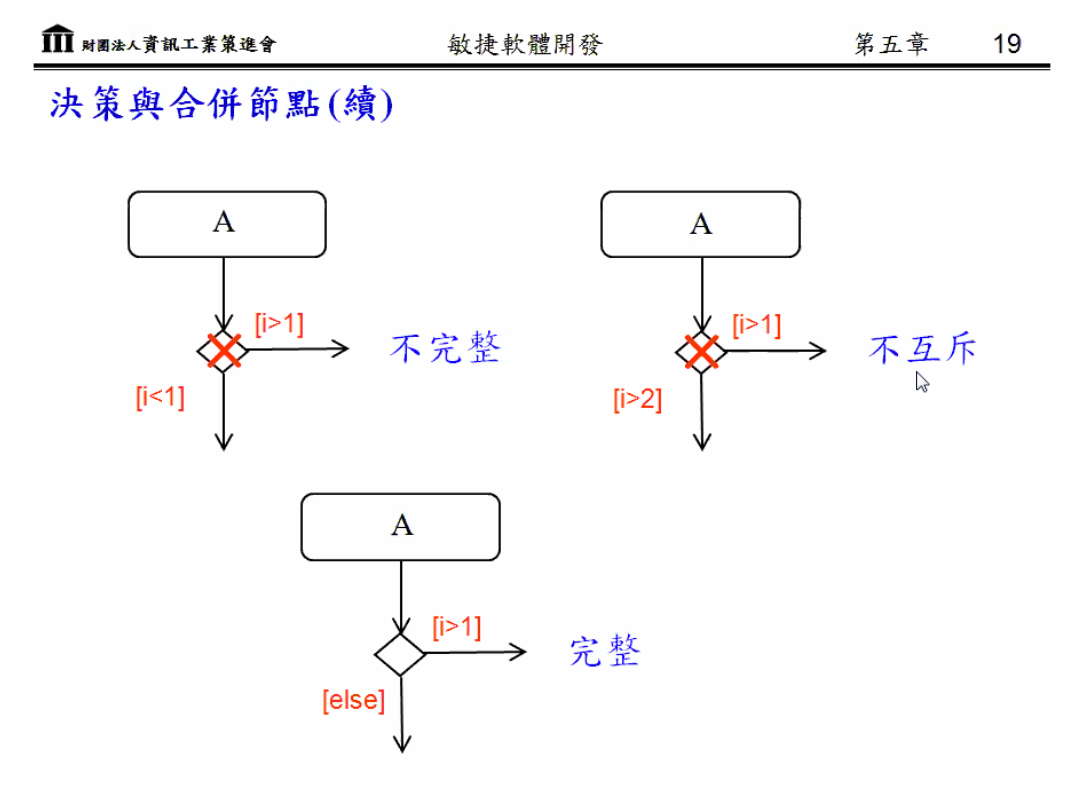 財團法人資訊工業策進會 敏捷軟體開發 第五章 19
決策與合併節點(續)
A
[i>1]
不完整
[i<1]
A
[i>1]
不互斥
[i>2]
A
[i>1]
完整
[else]